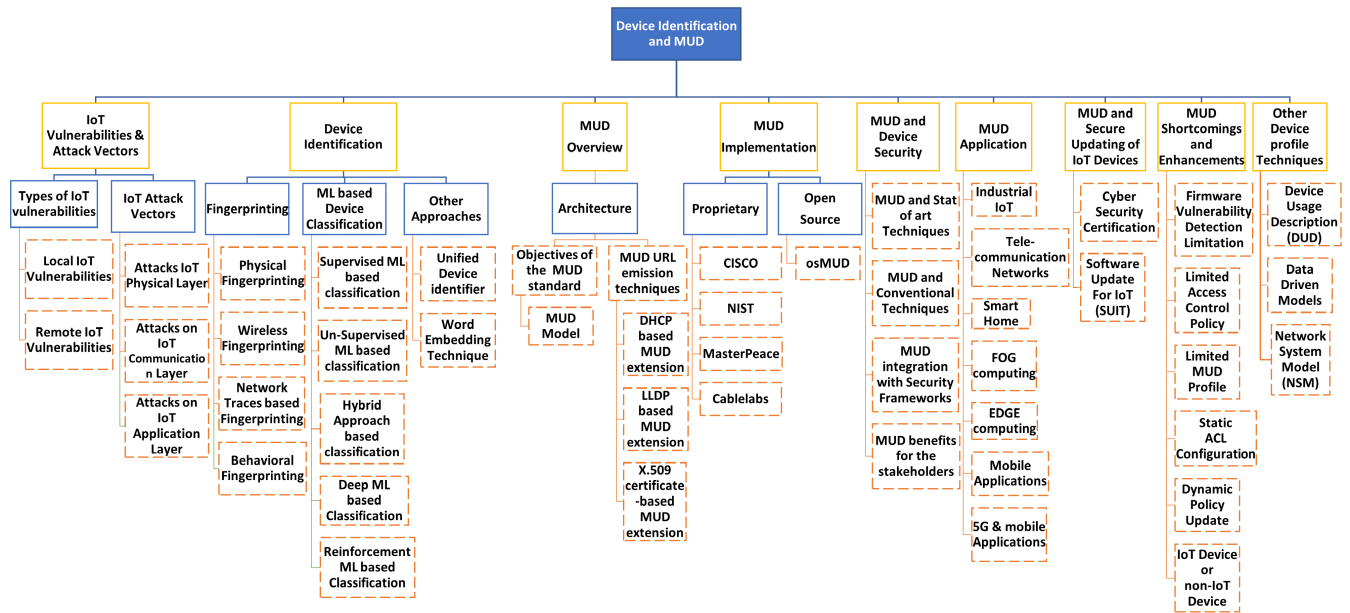 Device Identification
and MUD
IoT
Vulnerabilities &
Attack Vectors
Types of IoT
vulnerabilities
Local IoT
Vulnerabilities
Remote IoT
Vulnerabilities
IoT Attack
Vectors
Attacks IoT
Physical Layer
Attacks on
IoT
Communicatio
n Layer
Attacks on
IoT
Application
Layer
Device
Identification
Fingerprinting
Physical
Fingerprinting
Wireless
Fingerprinting
Network
Traces based
Fingerprinting
Behavioral
Fingerprinting
ML based
Device
Classification
Supervised ML
based
classification
Un-Supervised
ML based
classification
Hybrid
Approach
based
classification
Deep ML
based
Classification
Reinforcement
ML based
Classification
Other
Approaches
Unified
Device
identifier
Word
Embedding
Technique
MUD
Overview
Architecture
Objectives of
the MUD
standard
MUD
Model
MUD URL
emission
techniques
DHCP
based
MUD
extension
LLDP
based
MUD
extension
X.509
certificate
-based
MUD
extension
MUD
Implementation
Proprietary
CISCO
NIST
MasterPeace
Cablelabs
Open
Source
osMUD
MUD and
Device
Security
MUD and Stat
of art
Techniques
MUD and
Conventional
Techniques
MUD
integration
with Security
Frameworks
MUD benefits
for the
stakeholders
MUD
Application
Industrial
IoT
Tele-
communication
Networks
Smart
Home
FOG
computing
EDGE
computing
Mobile
Applications
5G & mobile
Applications
MUD and
Secure
Updating of
IoT Devices
Cyber
Security
Certification
Software
Update
For IoT
(SUIT)
MUD
Shortcomings
and
Enhancements
Firmware
Vulnerability
Detection
Limitation
Limited
Access
Control
Policy
Limited
MUD
Profile
Static
ACL
Configuration
Dynamic
Policy
Update
IoT Device
or
non-IoT
Device
Other
Device
profile
Techniques
Device
Usage
Description
(DUD)
Data
Driven
Models
Network
System
Model
(NSM)